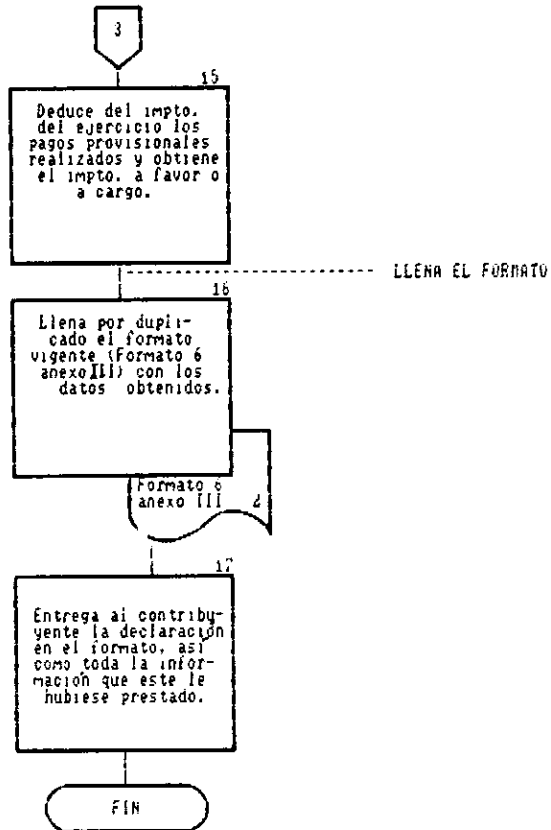 3
15
Deduce del impto.
del ejercicio los
pagos provisionales
realizados y obtiene
el impto. a favor o
a cargo.
LLENA EL FORMATO
16
Llena por dupli-
cado el formato
vigente (Formato 6
anexo III) con los
datos obtenidos.
Formato 6
anexo III 2
17
Entrega al contribu-
yente la declaración
en el formato, así
como toda la infor-
mación que este le
hubiese prestado.
FIN